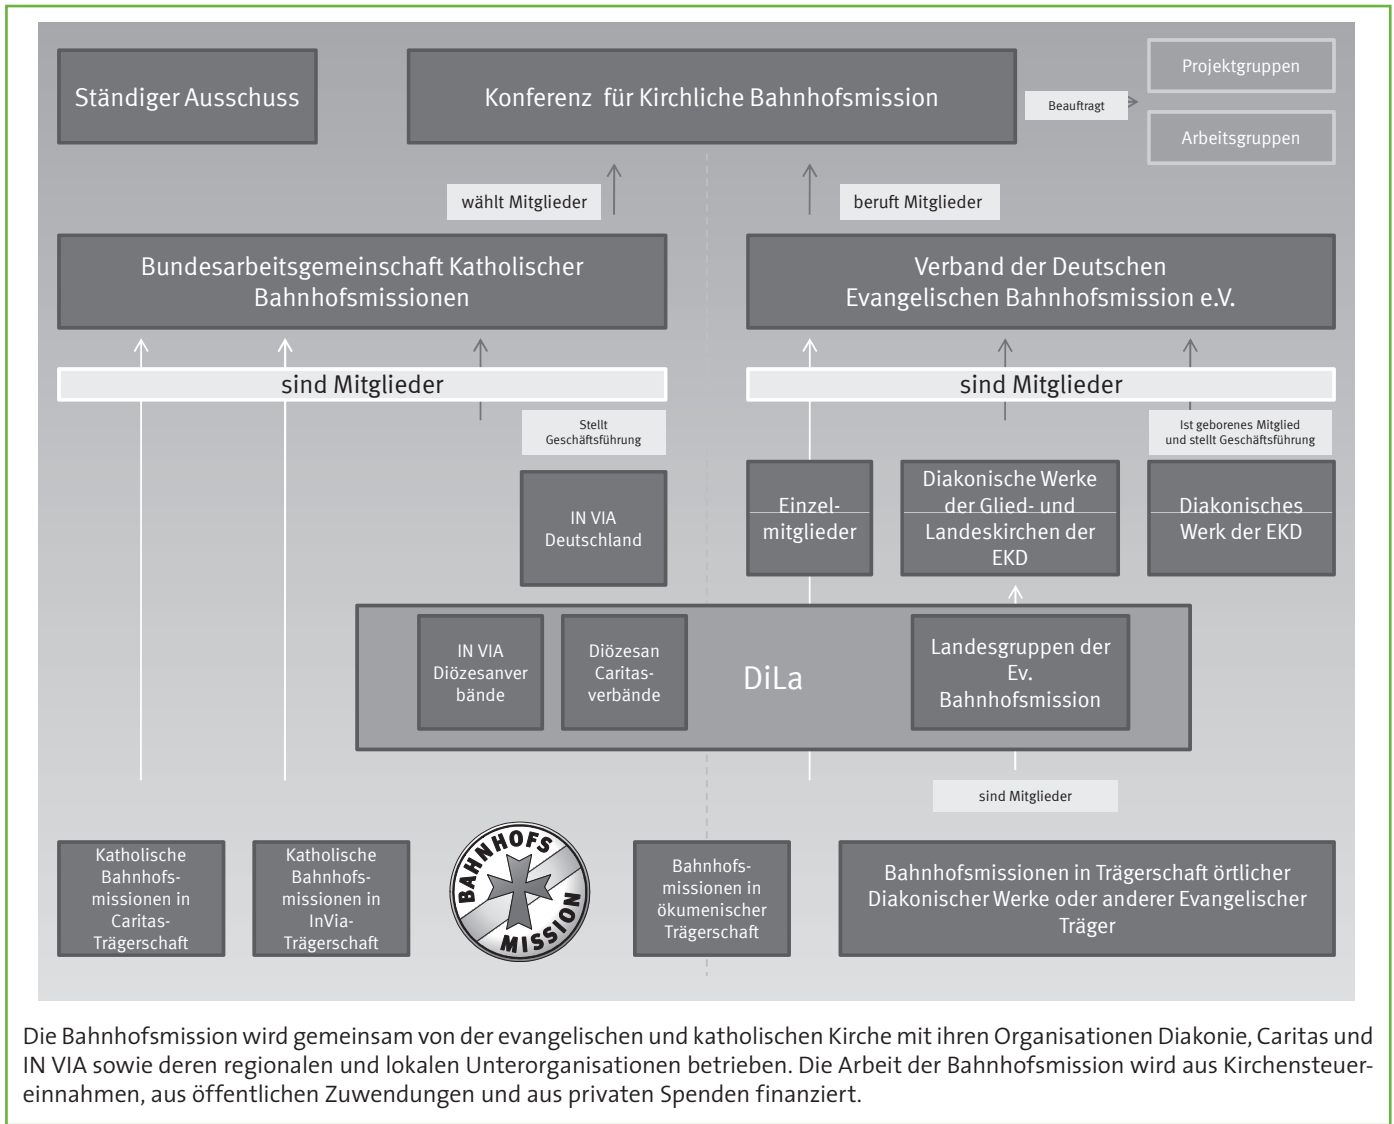 Ständiger Ausschuss
Konferenz für Kirchliche Bahnhofsmission
Beauftragt
Projektgruppen
Arbeitsgruppen
wählt Mitglieder
beruft Mitglieder
Bundesarbeitsgemeinschaft Katholischer
Bahnhofsmissionen
Verband der Deutschen
Evangelischen Bahnhofsmission e.V.
sind Mitglieder
sind Mitglieder
Stellt
Geschäftsführung
Ist geborenes Mitglied
und stellt Geschäftsführung
IN VIA
Deutschland
Einzel-
mitglieder
Diakonische Werke
der Glied- und
Landeskirchen der
EKD
Diakonisches
Werk der EKD
IN VIA
Diözesanver
bände
Diözesan
Caritas-
verbände
DiLa
Landesgruppen der
Ev.
Bahnhofsmission
sind Mitglieder
Katholische
Bahnhofs-
missionen in
Caritas-
Trägerschaft
Katholische
Bahnhofs-
missionen in
InVia-
Trägerschaft
BAHNHOFS
MISSION
Bahnhofs-
missionen in
ökumenischer
Trägerschaft
Bahnhofsmissionen in Trägerschaft örtlicher
Diakonischer Werke oder anderer Evangelischer
Träger
Die Bahnhofsmission wird gemeinsam von der evangelischen und katholischen Kirche mit ihren Organisationen Diakonie, Caritas und
IN VIA sowie deren regionalen und lokalen Unterorganisationen betrieben. Die Arbeit der Bahnhofsmission wird aus Kirchensteuer-
einnahmen, aus öffentlichen Zuwendungen und aus privaten Spenden finanziert.